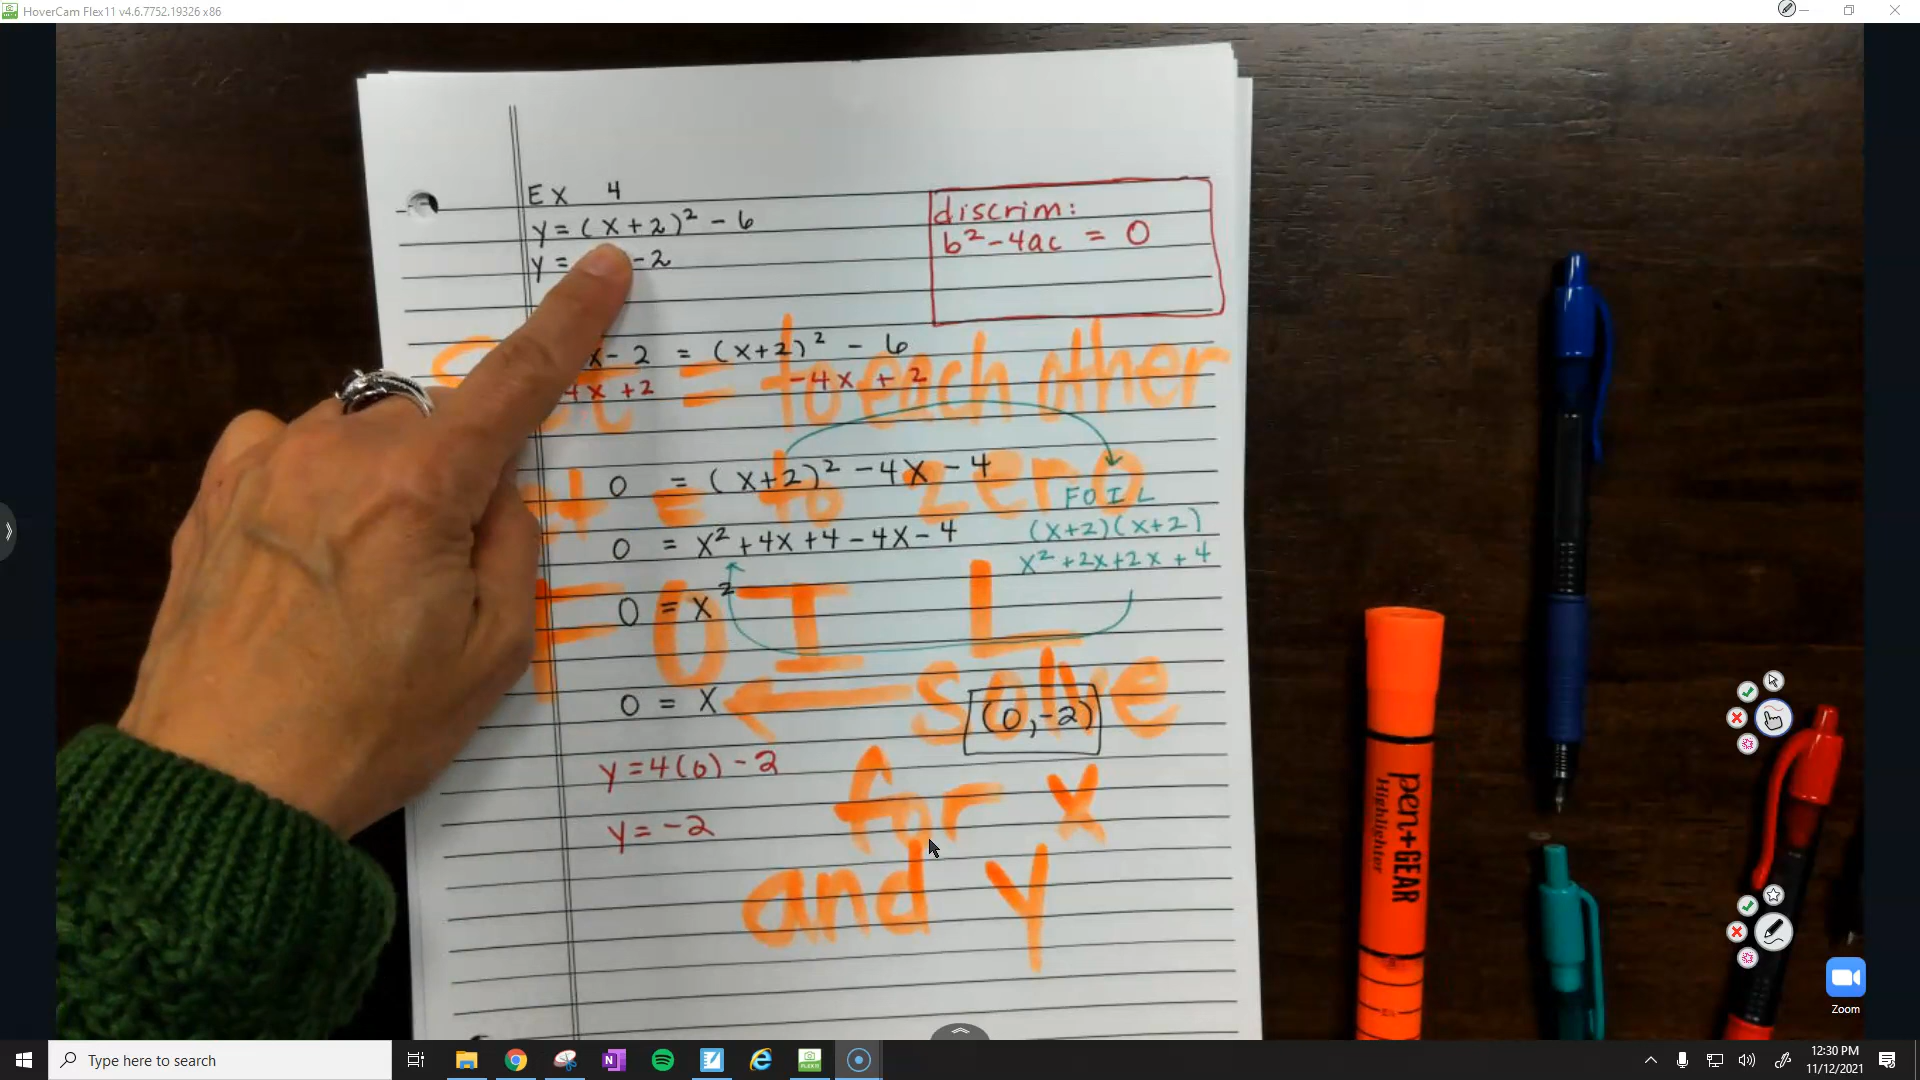 HoverCam Flex11 v4.6.7752.19326 x86
EX 4
y = (x+2)² - 6
y = -2
discrim:
b²-4ac = 0
x - 2 = (x+2)² - 6
4x +2 -4x + 2
= to each other
0 = (x+2)² - 4x - 4
= to zero
FOIL
(x+2)(x+2)
x² +2x+2x + 4
0 = x² +4x+4 -4x-4
0 = x²
FOIL
0 = x
solve
(0,-2)
y = 4(0) - 2
for x
y = -2
and y
pen+GEAR
Highlighter
Zoom
Type here to search
12:30 PM
11/12/2021